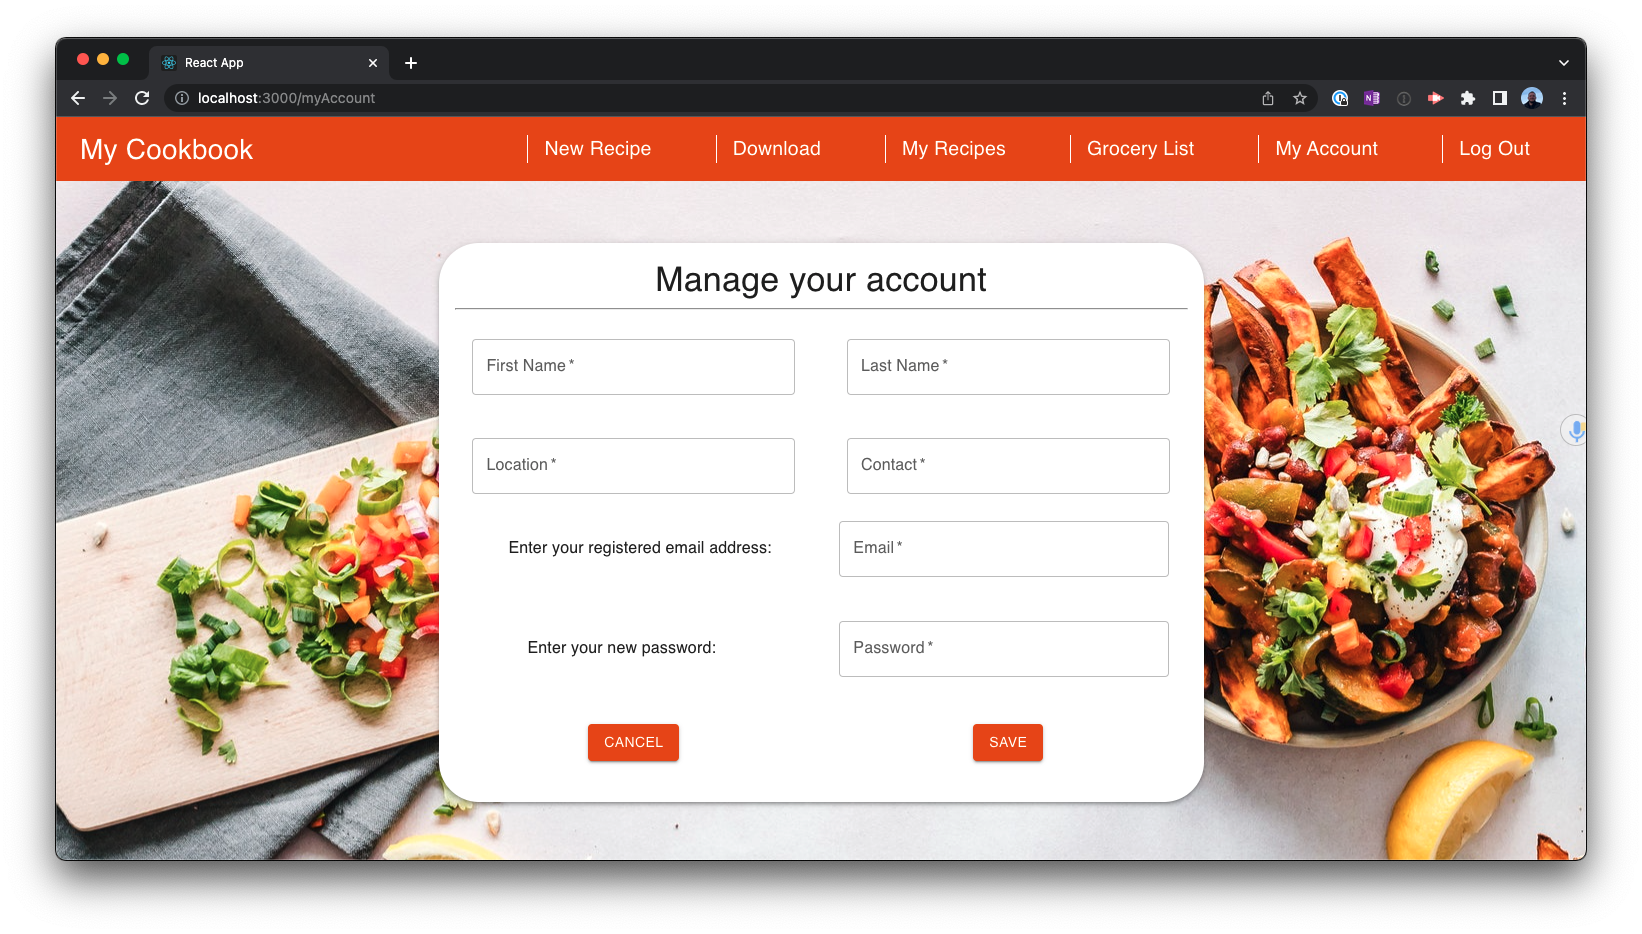 React App
localhost:3000/myAccount
My Cookbook
New Recipe
Download
My Recipes
Grocery List
My Account
Log Out
Manage your account
First Name *
Last Name *
Location *
Contact *
Enter your registered email address:
Email *
Enter your new password:
Password *
CANCEL
SAVE